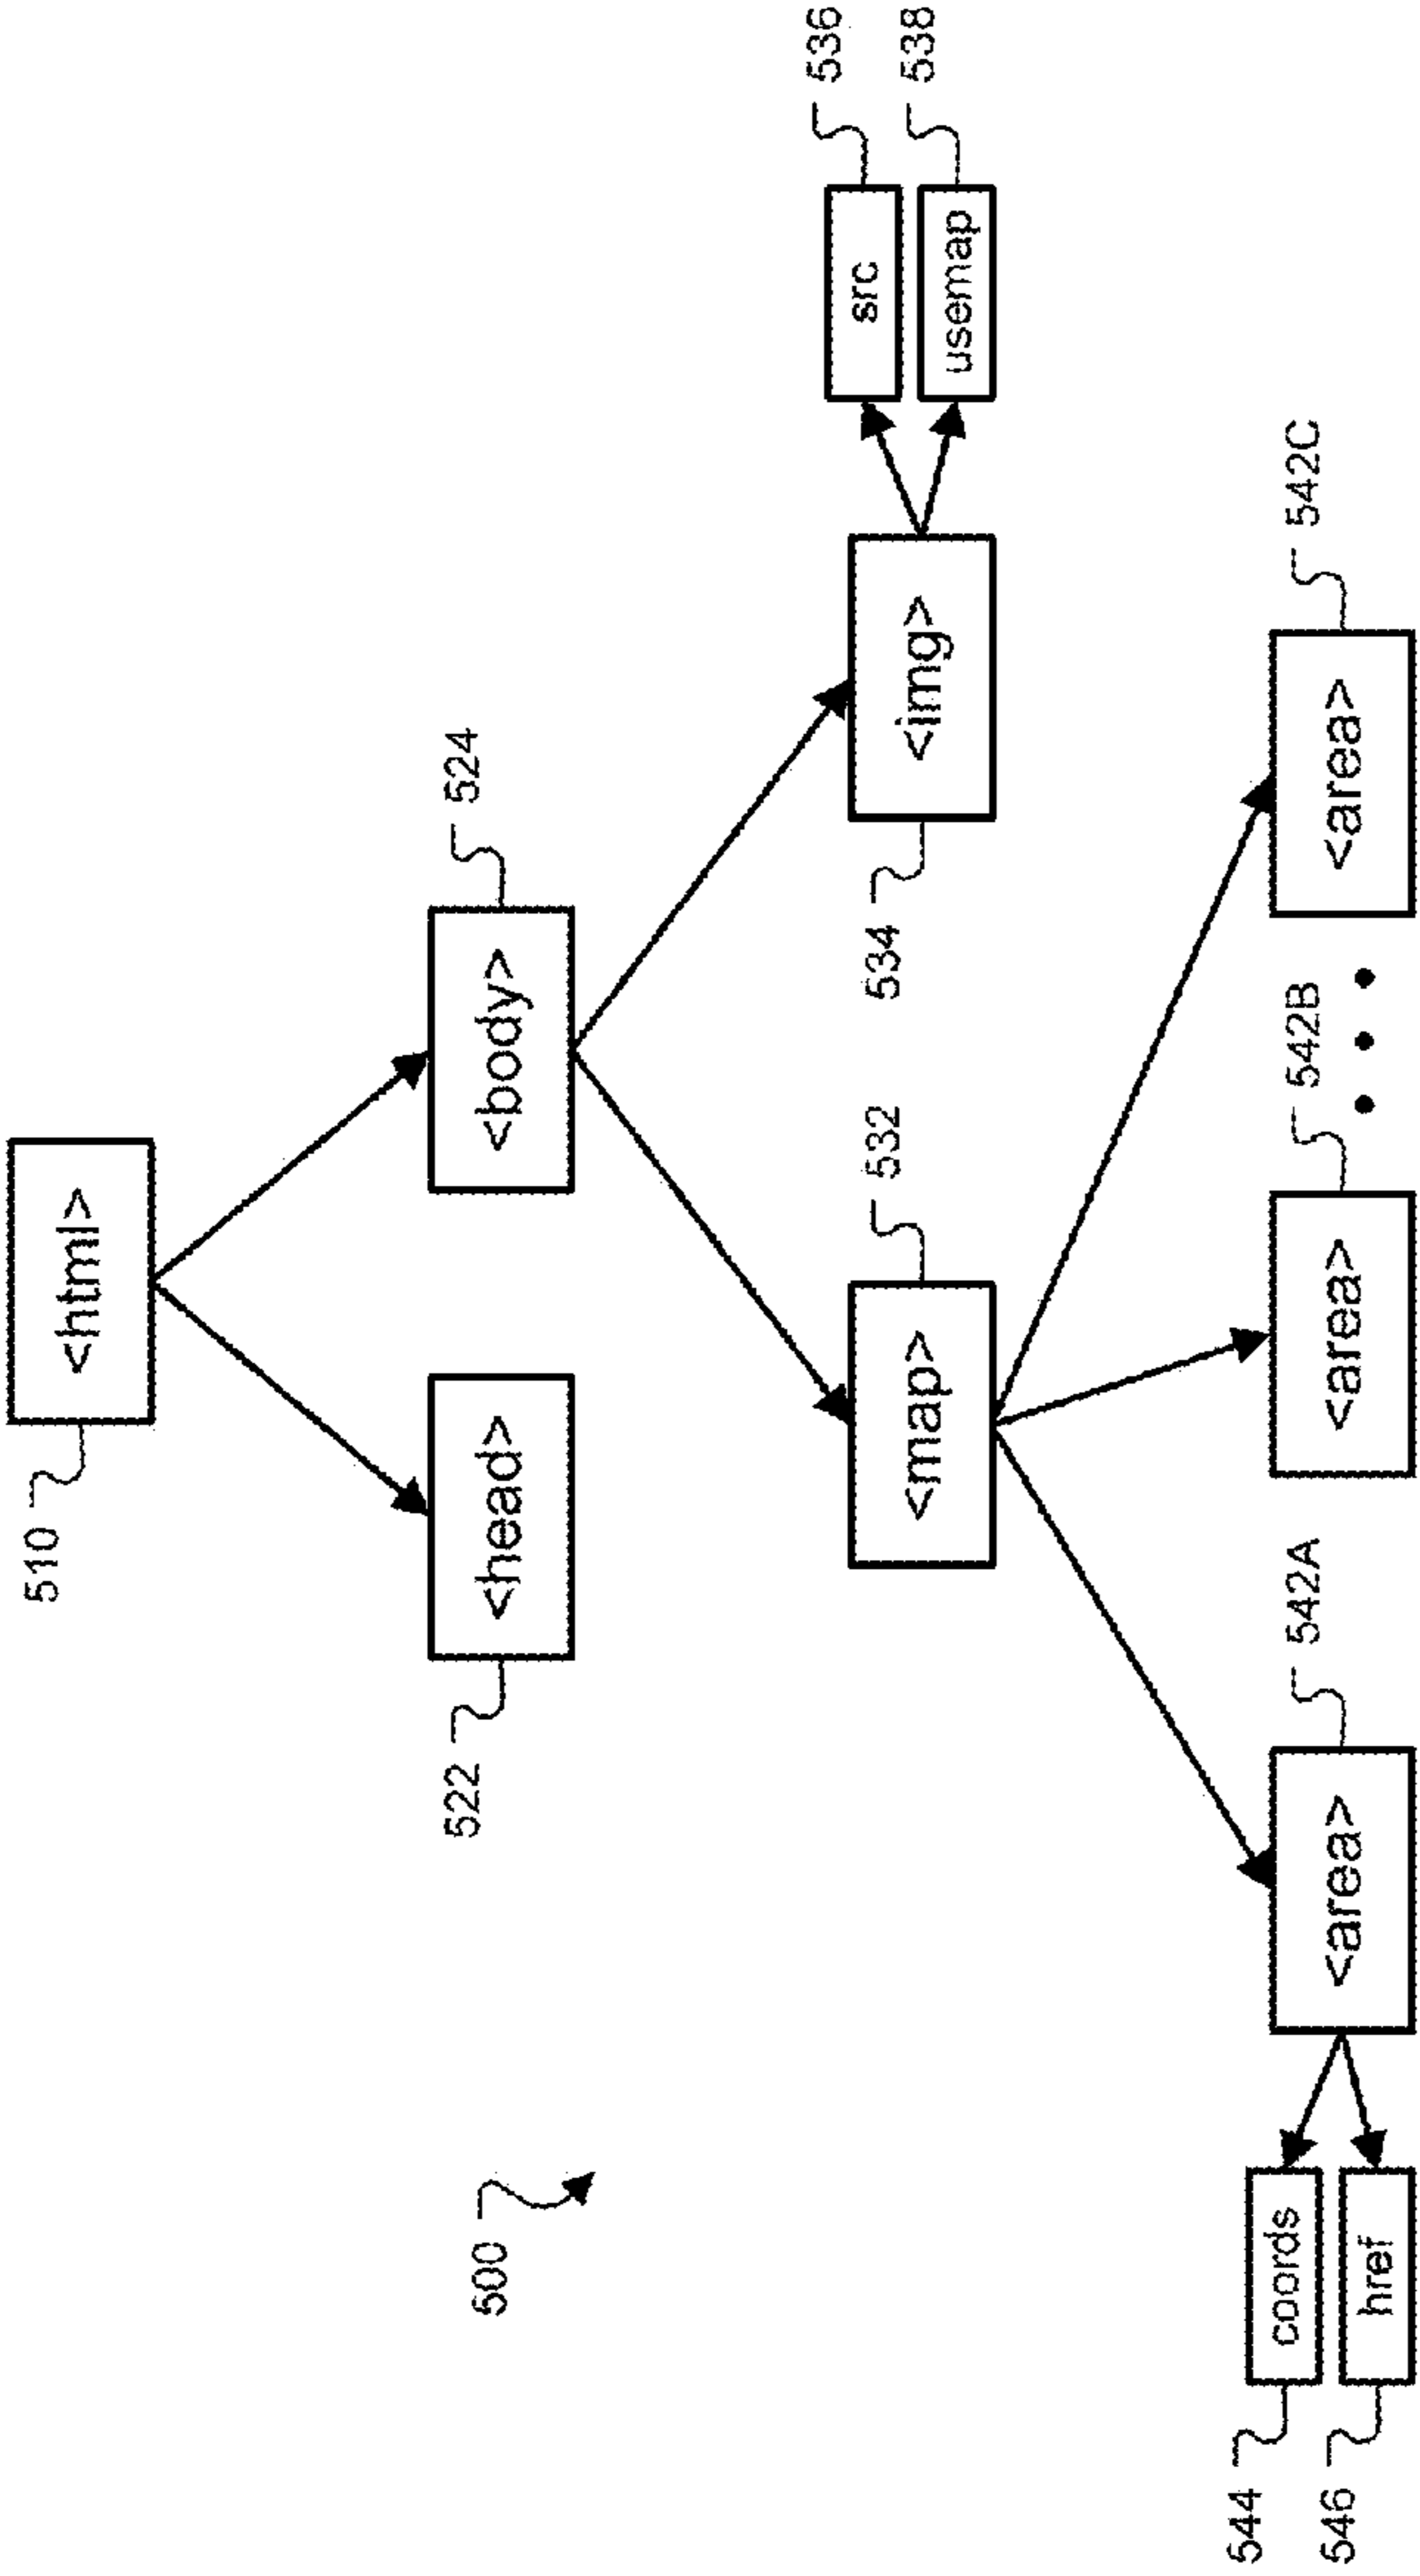 510
<html>
522
<head>
<body>
524
500
532
<map>
534
<img>
src
536
usemap
538
544
coords
546
href
<area>
542A
<area>
542B
• • •
<area>
542C